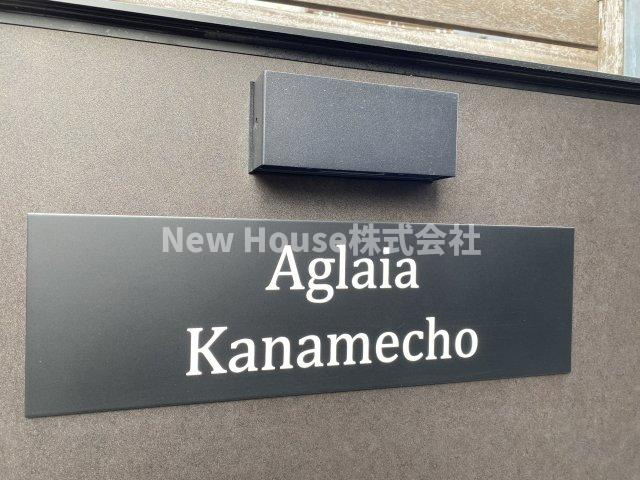 New House株式会社
Aglaia
Kanamecho